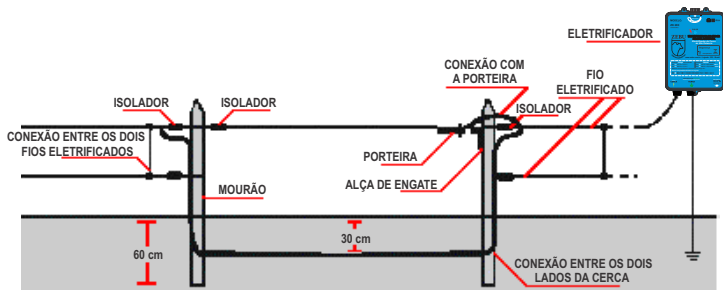 ELETRIFICADOR
CONEXÃO COM
A PORTEIRA
FIO
ELETRIFICADO
ISOLADOR
ISOLADOR
ISOLADOR
CONEXÃO ENTRE OS DOIS
FIOS ELETRIFICADOS
PORTEIRA
ALÇA DE ENGATE
MOURÃO
30 cm
60 cm
CONEXÃO ENTRE OS DOIS
LADOS DA CERCA